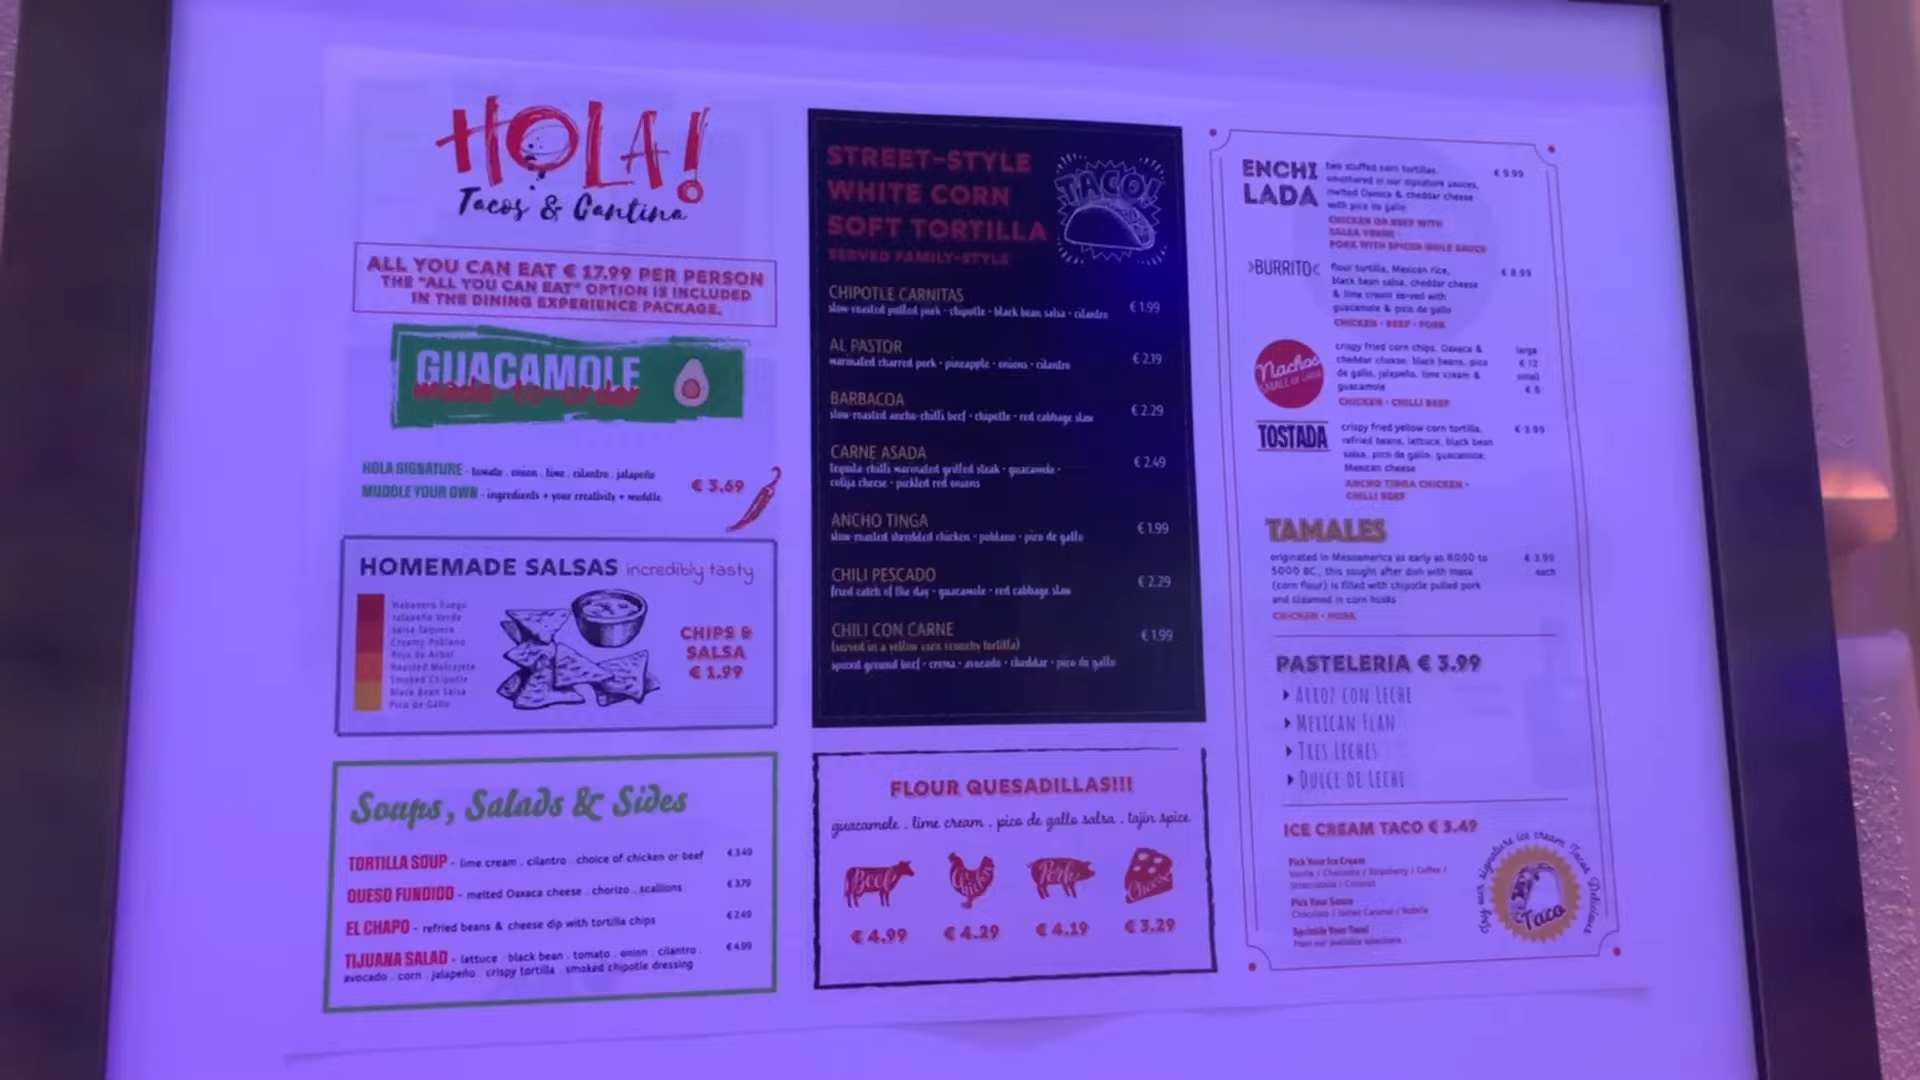 HOLA!
Tacos & Cantina
ALL YOU CAN EAT € 17.99 PER PERSON
THE "ALL YOU CAN EAT" OPTION IS INCLUDED
IN THE DINING EXPERIENCE PACKAGE.
GUACAMOLE
made-to-order
HOLA SIGNATURE - tomato . onion . lime . cilantro . jalapeño
MUDDLE YOUR OWN - ingredients + your creativity + muddle
€ 3.69
HOMEMADE SALSAS incredibly tasty
Habanero Fuego
Jalapeño Verde
Salsa Taquera
Creamy Poblano
Roja de Arbol
Roasted Molcajete
Smoked Chipotle
Black Bean Salsa
Pico de Gallo
CHIPS &
SALSA
€ 1.99
Soups, Salads & Sides
TORTILLA SOUP - lime cream . cilantro . choice of chicken or beef € 3.49
QUESO FUNDIDO - melted Oaxaca cheese . chorizo . scallions € 3.79
EL CHAPO - refried beans & cheese dip with tortilla chips € 2.49
TIJUANA SALAD - lettuce . black bean . tomato . onion . cilantro . € 4.99
avocado . corn . jalapeño . crispy tortilla . smoked chipotle dressing
STREET-STYLE
WHITE CORN
SOFT TORTILLA
SERVED FAMILY-STYLE
TACO!
CHIPOTLE CARNITAS
slow-roasted pulled pork - chipotle - black bean salsa - cilantro
€ 1.99
AL PASTOR
marinated charred pork - pineapple - onions - cilantro
€ 2.19
BARBACOA
slow-roasted ancho-chilli beef - chipotle - red cabbage slaw
€ 2.29
CARNE ASADA
tequila chilli marinated grilled steak - guacamole -
cotija cheese - pickled red onions
€ 2.49
ANCHO TINGA
slow roasted shredded chicken - poblano - pico de gallo
€ 1.99
CHILI PESCADO
fried catch of the day - guacamole - red cabbage slaw
€ 2.29
CHILI CON CARNE
(served in a yellow corn crunchy tortilla)
spiced ground beef - crema - avocado - cheddar - pico de gallo
€ 1.99
FLOUR QUESADILLAS!!!
guacamole . lime cream . pico de gallo salsa . tajin spice
Beef
Chicken
Pork
Cheese
€ 4.99
€ 4.29
€ 4.19
€ 3.29
ENCHI
LADA
two stuffed corn tortillas,
smothered in our signature sauces,
melted Oaxaca & cheddar cheese
with pico de gallo
CHICKEN OR BEEF WITH
SALSA VERDE -
PORK WITH SPICED MOLE SAUCE
€ 9.99
BURRITO
flour tortilla, Mexican rice,
black bean salsa, cheddar cheese
& lime cream served with
guacamole & pico de gallo
CHICKEN - BEEF - PORK
€ 8.99
Nachos
crispy fried corn chips, Oaxaca &
cheddar cheese, black beans, pico
de gallo, jalapeño, lime cream &
guacamole
CHICKEN - CHILLI BEEF
large
€ 12
small
€ 6
TOSTADA
crispy fried yellow corn tortilla,
refried beans, lettuce, black bean
salsa, pico de gallo, guacamole,
Mexican cheese
ANCHO TINGA CHICKEN -
CHILLI BEEF
€ 3.99
TAMALES
originated in Mesoamerica as early as 8000 to
5000 BC, this sought after dish with masa
(corn flour) is filled with chipotle pulled pork
and steamed in corn husks
€ 3.99
each
PASTELERIA € 3.99
Arroz con Leche
Mexican Flan
Tres Leches
Dulce de Leche
ICE CREAM TACO € 3.49
Pick Your Ice Cream
Vanilla / Chocolate / Strawberry / Coffee /
Stracciatella / Coconut
Pick Your Sauce
Chocolate / Salted Caramel / Nutella
Sprinkle Your Taco!
from our available selections
try our signature ice cream Tacos Delicious
Taco